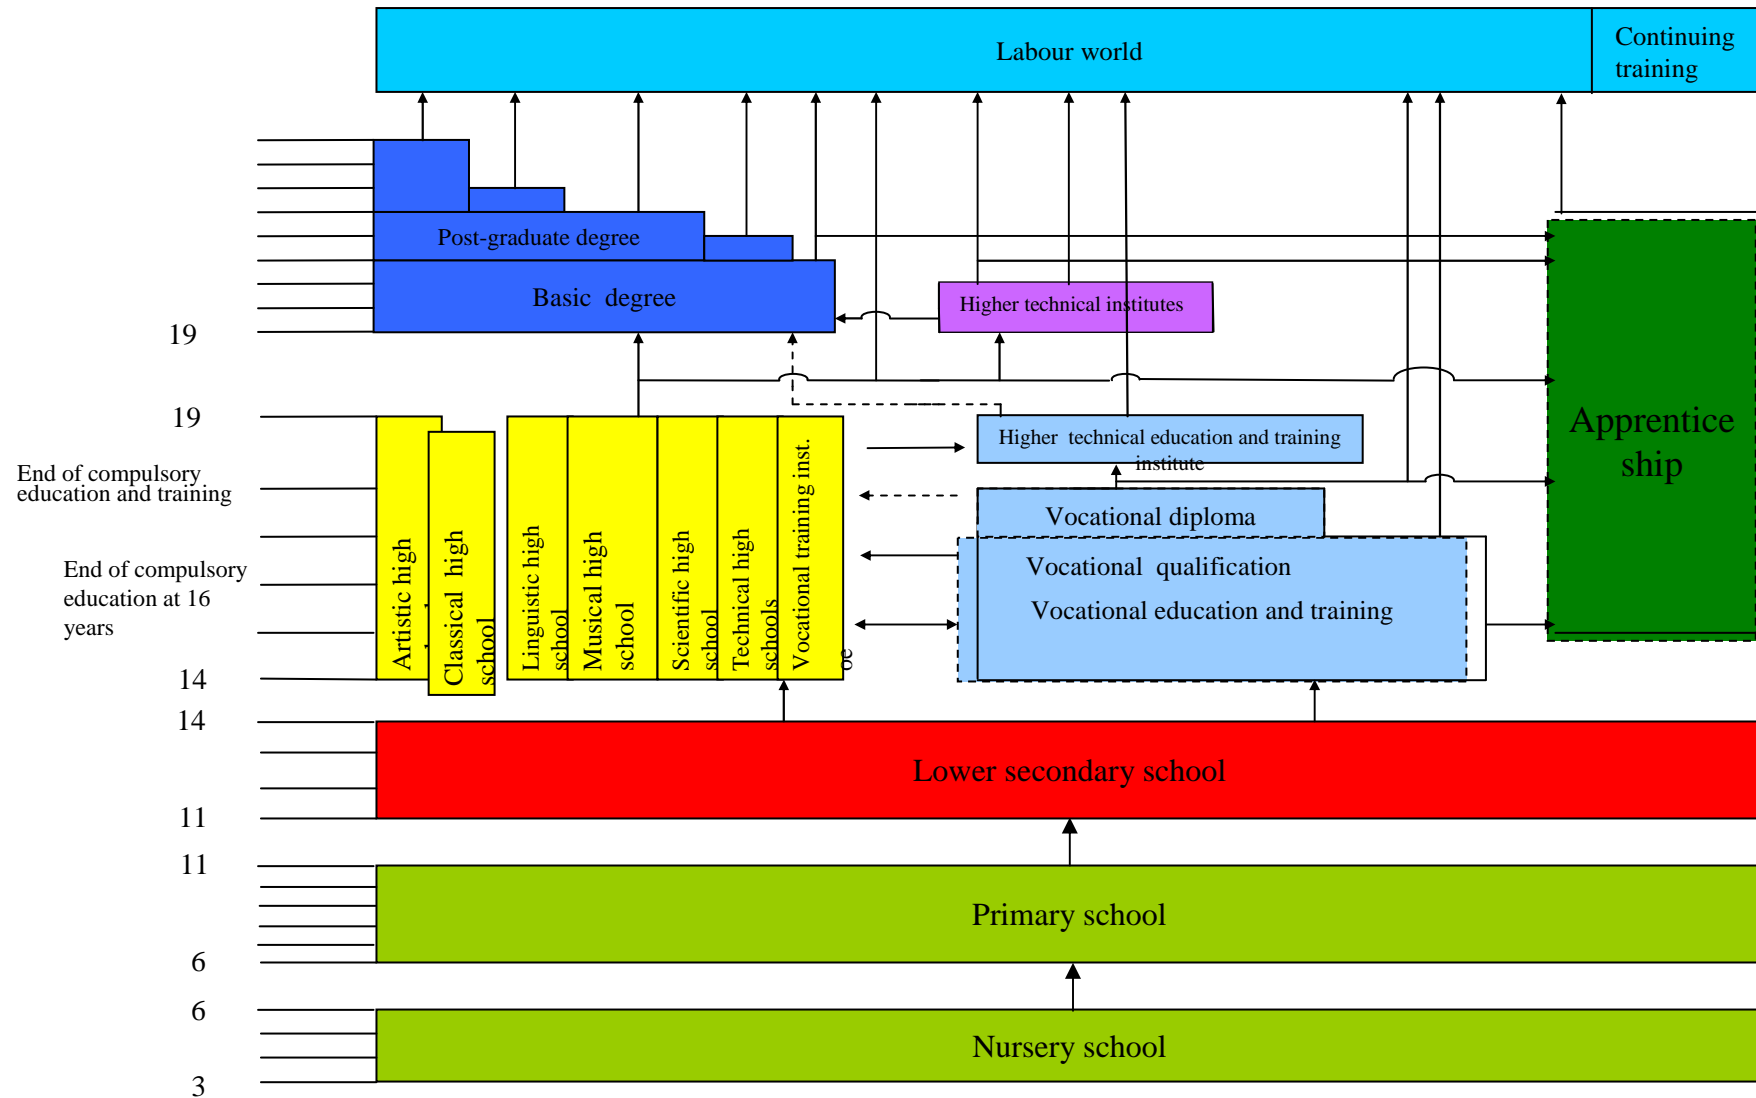 Labour world
Continuing
training
Post-graduate degree
Basic degree
Higher technical institutes
19
19
Higher technical education and training
institute
Apprentice
ship
End of compulsory
education and training
Vocational diploma
Vocational qualification
Vocational education and training
End of compulsory
education at 16
years
Artistic high
Classical high
school
Linguistic high
school
Musical high
school
Scientific high
school
Technical high
schools
Vocational training inst.
oe
14
14
Lower secondary school
11
11
Primary school
6
6
Nursery school
3